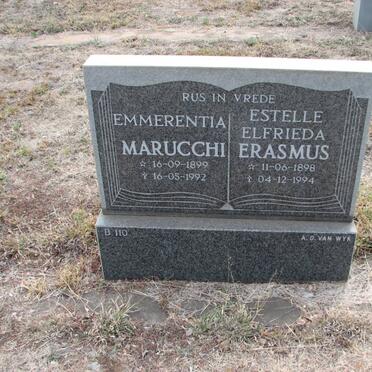 RUS IN VREDE
EMMERENTIA
MARUCCHI
☆ 16-09-1899
✞ 16-05-1992
ESTELLE
ELFRIEDA
ERASMUS
☆ 11-06-1898
✞ 04-12-1994
B 110
A.D. VAN WYK